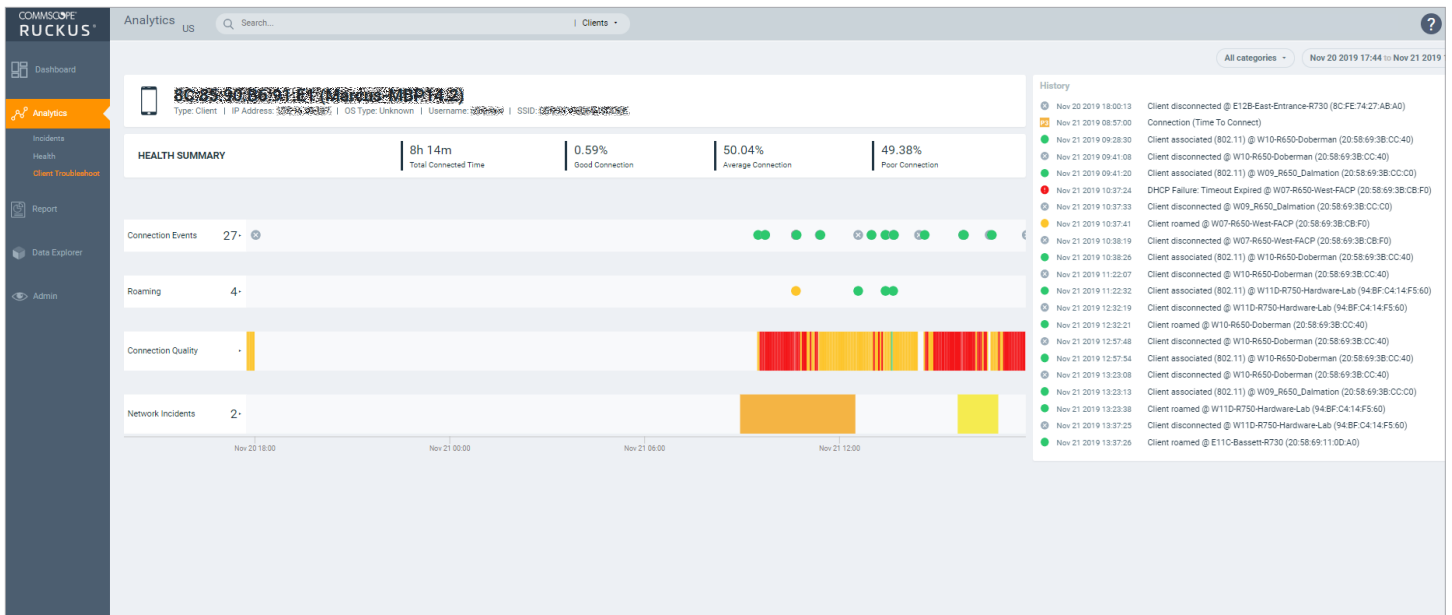 COMMSCOPE
RUCKUS
Analytics US
Search...
| Clients
?
Dashboard
Analytics
Incidents
Health
Client Troubleshoot
Report
Data Explorer
Admin
All categories
Nov 20 2019 17:44 to Nov 21 2019
Type: Client | IP Address: | OS Type: Unknown | Username: | SSID:
HEALTH SUMMARY
8h 14m
Total Connected Time
0.59%
Good Connection
50.04%
Average Connection
49.38%
Poor Connection
Connection Events 27
Roaming 4
Connection Quality
Network Incidents 2
Nov 20 18:00 Nov 21 00:00 Nov 21 06:00 Nov 21 12:00
History
Nov 20 2019 18:00:13 Client disconnected @ E12B-East-Entrance-R730 (8C:FE:74:27:AB:A0)
Nov 21 2019 08:57:00 Connection (Time To Connect)
Nov 21 2019 09:28:30 Client associated (802.11) @ W10-R650-Doberman (20:58:69:3B:CC:40)
Nov 21 2019 09:41:08 Client disconnected @ W10-R650-Doberman (20:58:69:3B:CC:40)
Nov 21 2019 09:41:20 Client associated (802.11) @ W09_R650_Dalmation (20:58:69:3B:CC:C0)
Nov 21 2019 10:37:24 DHCP Failure: Timeout Expired @ W07-R650-West-FACP (20:58:69:3B:CB:F0)
Nov 21 2019 10:37:33 Client disconnected @ W09_R650_Dalmation (20:58:69:3B:CC:C0)
Nov 21 2019 10:37:41 Client roamed @ W07-R650-West-FACP (20:58:69:3B:CB:F0)
Nov 21 2019 10:38:19 Client disconnected @ W07-R650-West-FACP (20:58:69:3B:CB:F0)
Nov 21 2019 10:38:26 Client associated (802.11) @ W10-R650-Doberman (20:58:69:3B:CC:40)
Nov 21 2019 11:22:07 Client disconnected @ W10-R650-Doberman (20:58:69:3B:CC:40)
Nov 21 2019 11:22:32 Client associated (802.11) @ W11D-R750-Hardware-Lab (94:BF:C4:14:F5:60)
Nov 21 2019 12:32:19 Client disconnected @ W11D-R750-Hardware-Lab (94:BF:C4:14:F5:60)
Nov 21 2019 12:32:21 Client roamed @ W10-R650-Doberman (20:58:69:3B:CC:40)
Nov 21 2019 12:57:48 Client disconnected @ W10-R650-Doberman (20:58:69:3B:CC:40)
Nov 21 2019 12:57:54 Client associated (802.11) @ W10-R650-Doberman (20:58:69:3B:CC:40)
Nov 21 2019 13:23:08 Client disconnected @ W10-R650-Doberman (20:58:69:3B:CC:40)
Nov 21 2019 13:23:13 Client associated (802.11) @ W09_R650_Dalmation (20:58:69:3B:CC:C0)
Nov 21 2019 13:23:38 Client roamed @ W11D-R750-Hardware-Lab (94:BF:C4:14:F5:60)
Nov 21 2019 13:37:25 Client disconnected @ W11D-R750-Hardware-Lab (94:BF:C4:14:F5:60)
Nov 21 2019 13:37:26 Client roamed @ E11C-Bassett-R730 (20:58:69:11:0D:A0)